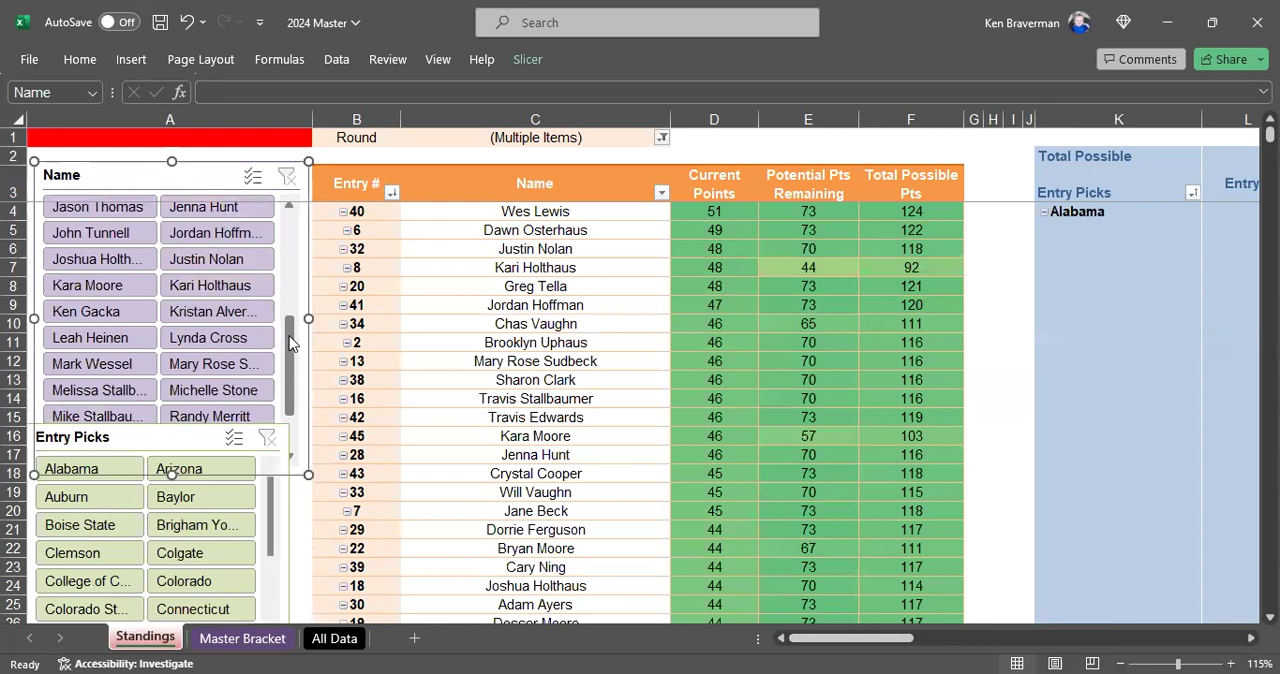 AutoSave Off 2024 Master Search Ken Braverman
File Home Insert Page Layout Formulas Data Review View Help Slicer Comments Share
Name fx
A B C D E F G H I J K L
1 Round (Multiple Items)
2 Total Possible
3 Entry # Name Current Points Potential Pts Remaining Total Possible Pts Entry Picks Entry
4 40 Wes Lewis 51 73 124 Alabama
5 6 Dawn Osterhaus 49 73 122
6 32 Justin Nolan 48 70 118
7 8 Kari Holthaus 48 44 92
8 20 Greg Tella 48 73 121
9 41 Jordan Hoffman 47 73 120
10 34 Chas Vaughn 46 65 111
11 2 Brooklyn Uphaus 46 70 116
12 13 Mary Rose Sudbeck 46 70 116
13 38 Sharon Clark 46 70 116
14 16 Travis Stallbaumer 46 70 116
15 42 Travis Edwards 46 73 119
16 45 Kara Moore 46 57 103
17 28 Jenna Hunt 46 70 116
18 43 Crystal Cooper 45 73 118
19 33 Will Vaughn 45 70 115
20 7 Jane Beck 45 73 118
21 29 Dorrie Ferguson 44 73 117
22 22 Bryan Moore 44 67 111
23 39 Cary Ning 44 73 117
24 18 Joshua Holthaus 44 70 114
25 30 Adam Ayers 44 73 117
Name
Jason Thomas Jenna Hunt
John Tunnell Jordan Hoffm...
Joshua Holth... Justin Nolan
Kara Moore Kari Holthaus
Ken Gacka Kristan Alver...
Leah Heinen Lynda Cross
Mark Wessel Mary Rose S...
Melissa Stallb... Michelle Stone
Mike Stallbau... Randy Merritt
Entry Picks
Alabama Arizona
Auburn Baylor
Boise State Brigham Yo...
Clemson Colgate
College of C... Colorado
Colorado St... Connecticut
Standings Master Bracket All Data
Ready Accessibility: Investigate 115%